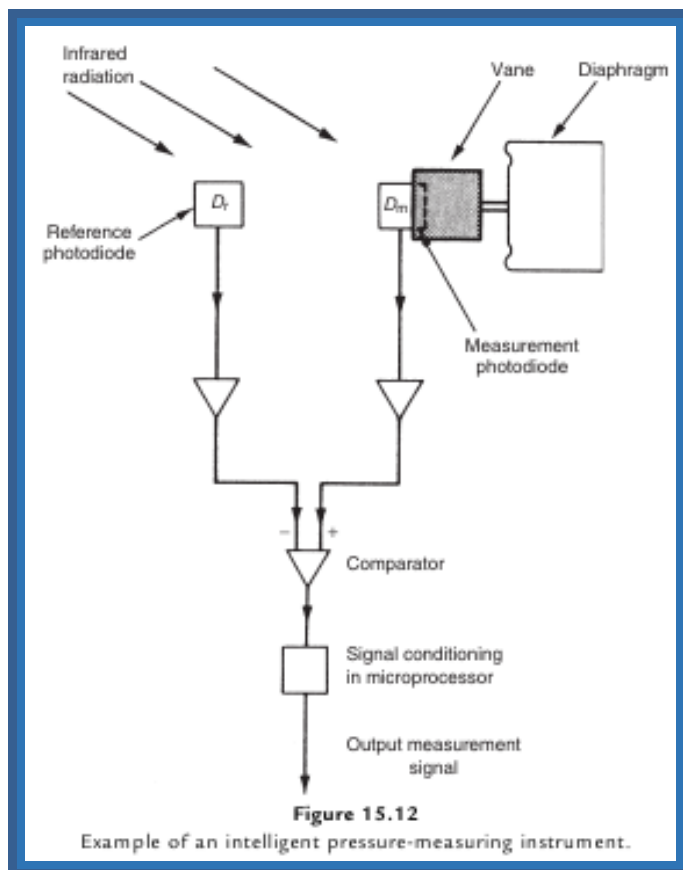 Infrared
radiation
Vane
Diaphragm
Dr
Dm
Reference
photodiode
Measurement
photodiode
− +
Comparator
Signal conditioning
in microprocessor
Output measurement
signal
Figure 15.12
Example of an intelligent pressure-measuring instrument.